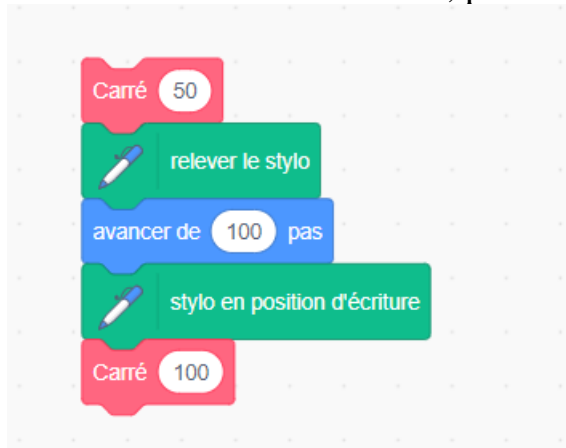 Carré 50
relever le stylo
avancer de 100 pas
stylo en position d'écriture
Carré 100